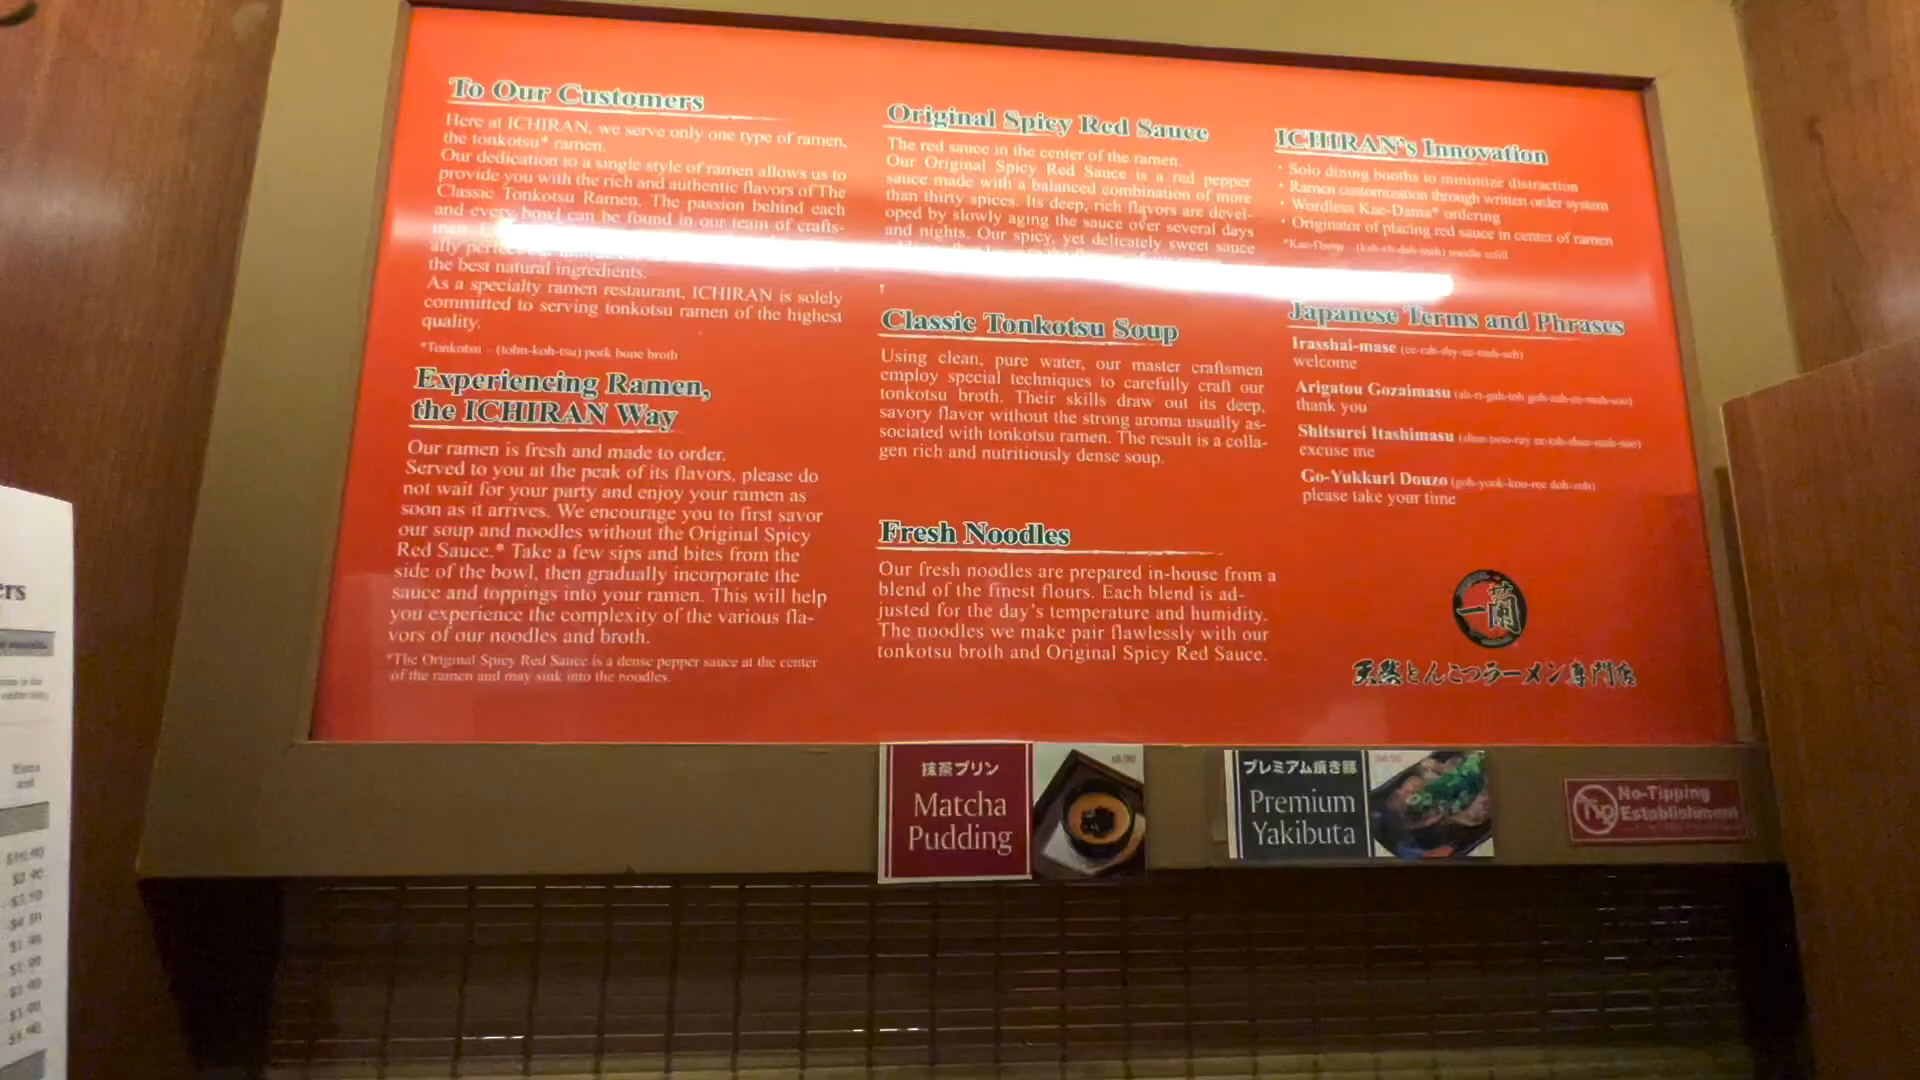 To Our Customers
Here at ICHIRAN, we serve only one type of ramen,
the tonkotsu* ramen.
Our dedication to a single style of ramen allows us to
provide you with the rich and authentic flavors of The
Classic Tonkotsu Ramen. The passion behind each
and every bowl can be found in our team of crafts-
men.
ally
the best natural ingredients.
As a specialty ramen restaurant, ICHIRAN is solely
committed to serving tonkotsu ramen of the highest
quality.
*Tonkotsu – (tohn-koh-tsu) pork bone broth
Experiencing Ramen,
the ICHIRAN Way
Our ramen is fresh and made to order.
Served to you at the peak of its flavors, please do
not wait for your party and enjoy your ramen as
soon as it arrives. We encourage you to first savor
our soup and noodles without the Original Spicy
Red Sauce.* Take a few sips and bites from the
side of the bowl, then gradually incorporate the
sauce and toppings into your ramen. This will help
you experience the complexity of the various fla-
vors of our noodles and broth.
*The Original Spicy Red Sauce is a dense pepper sauce at the center
of the ramen and may sink into the noodles.
Original Spicy Red Sauce
The red sauce in the center of the ramen.
Our Original Spicy Red Sauce is a red pepper
sauce made with a balanced combination of more
than thirty spices. Its deep, rich flavors are devel-
oped by slowly aging the sauce over several days
and nights. Our spicy, yet delicately sweet sauce
Classic Tonkotsu Soup
Using clean, pure water, our master craftsmen
employ special techniques to carefully craft our
tonkotsu broth. Their skills draw out its deep,
savory flavor without the strong aroma usually as-
sociated with tonkotsu ramen. The result is a colla-
gen rich and nutritiously dense soup.
Fresh Noodles
Our fresh noodles are prepared in-house from a
blend of the finest flours. Each blend is ad-
justed for the day's temperature and humidity.
The noodles we make pair flawlessly with our
tonkotsu broth and Original Spicy Red Sauce.
ICHIRAN's Innovation
· Solo dining booths to minimize distraction
· Ramen customization through written order system
· Wordless Kae-Dama* ordering
· Originator of placing red sauce in center of ramen
*Kae-Dama noodle refill
Japanese Terms and Phrases
Irasshai-mase
welcome
Arigatou Gozaimasu
thank you
Shitsurei Itashimasu
excuse me
Go-Yukkuri Douzo
please take your time
一蘭
天然とんこつラーメン専門店
抹茶プリン
Matcha
Pudding
プレミアム焼き豚
Premium
Yakibuta
No-Tipping
Establishment
Tip
ers